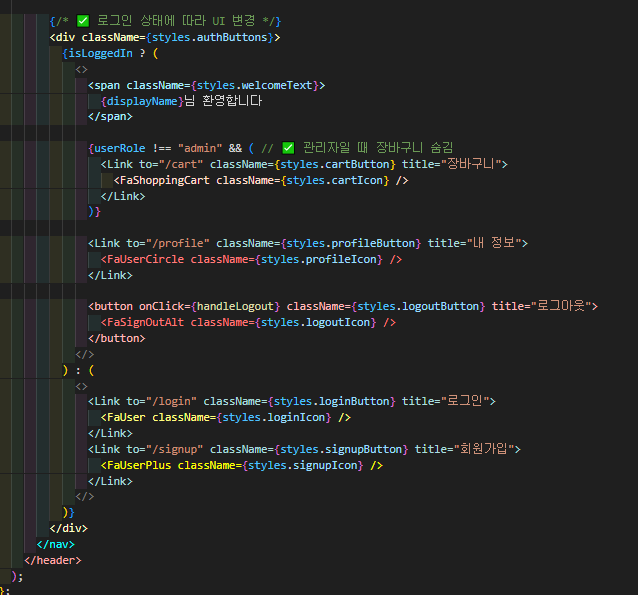 {/* ✅ 로그인 상태에 따라 UI 변경 */}
<div className={styles.authButtons}>
{isLoggedIn ? (
<>
<span className={styles.welcomeText}>
{displayName}님 환영합니다
</span>
{userRole !== "admin" && ( // ✅ 관리자일 때 장바구니 숨김
<Link to="/cart" className={styles.cartButton} title="장바구니">
<FaShoppingCart className={styles.cartIcon} />
</Link>
)}
<Link to="/profile" className={styles.profileButton} title="내 정보">
<FaUserCircle className={styles.profileIcon} />
</Link>
<button onClick={handleLogout} className={styles.logoutButton} title="로그아웃">
<FaSignOutAlt className={styles.logoutIcon} />
</button>
</>
) : (
<>
<Link to="/login" className={styles.loginButton} title="로그인">
<FaUser className={styles.loginIcon} />
</Link>
<Link to="/signup" className={styles.signupButton} title="회원가입">
<FaUserPlus className={styles.signupIcon} />
</Link>
</>
)}
</div>
</nav>
</header>
);
};